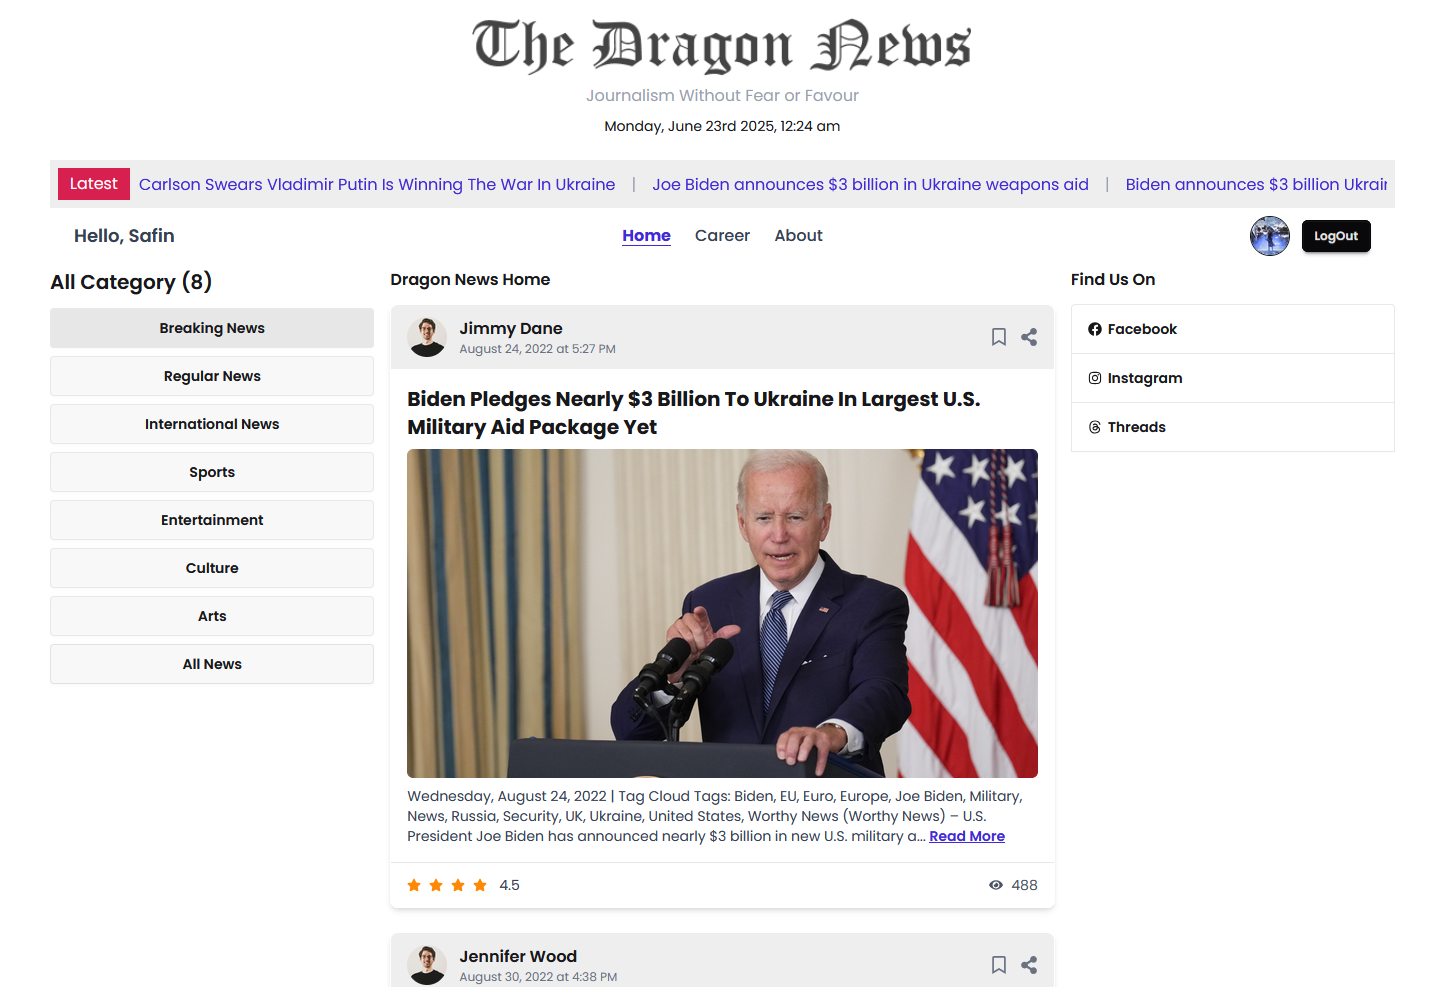 The Dragon News
Journalism Without Fear or Favour
Monday, June 23rd 2025, 12:24 am
Latest
Carlson Swears Vladimir Putin Is Winning The War In Ukraine | Joe Biden announces $3 billion in Ukraine weapons aid | Biden announces $3 billion
Hello, Safin
Home
Career
About
LogOut
All Category (8)
Breaking News
Regular News
International News
Sports
Entertainment
Culture
Arts
All News
Dragon News Home
Jimmy Dane
August 24, 2022 at 5:27 PM
Biden Pledges Nearly $3 Billion To Ukraine In Largest U.S.
Military Aid Package Yet
Wednesday, August 24, 2022 | Tag Cloud Tags: Biden, EU, Euro, Europe, Joe Biden, Military,
News, Russia, Security, UK, Ukraine, United States, Worthy News (Worthy News) – U.S.
President Joe Biden has announced nearly $3 billion in new U.S. military a... Read More
4.5
488
Jennifer Wood
August 30, 2022 at 4:38 PM
Find Us On
Facebook
Instagram
Threads